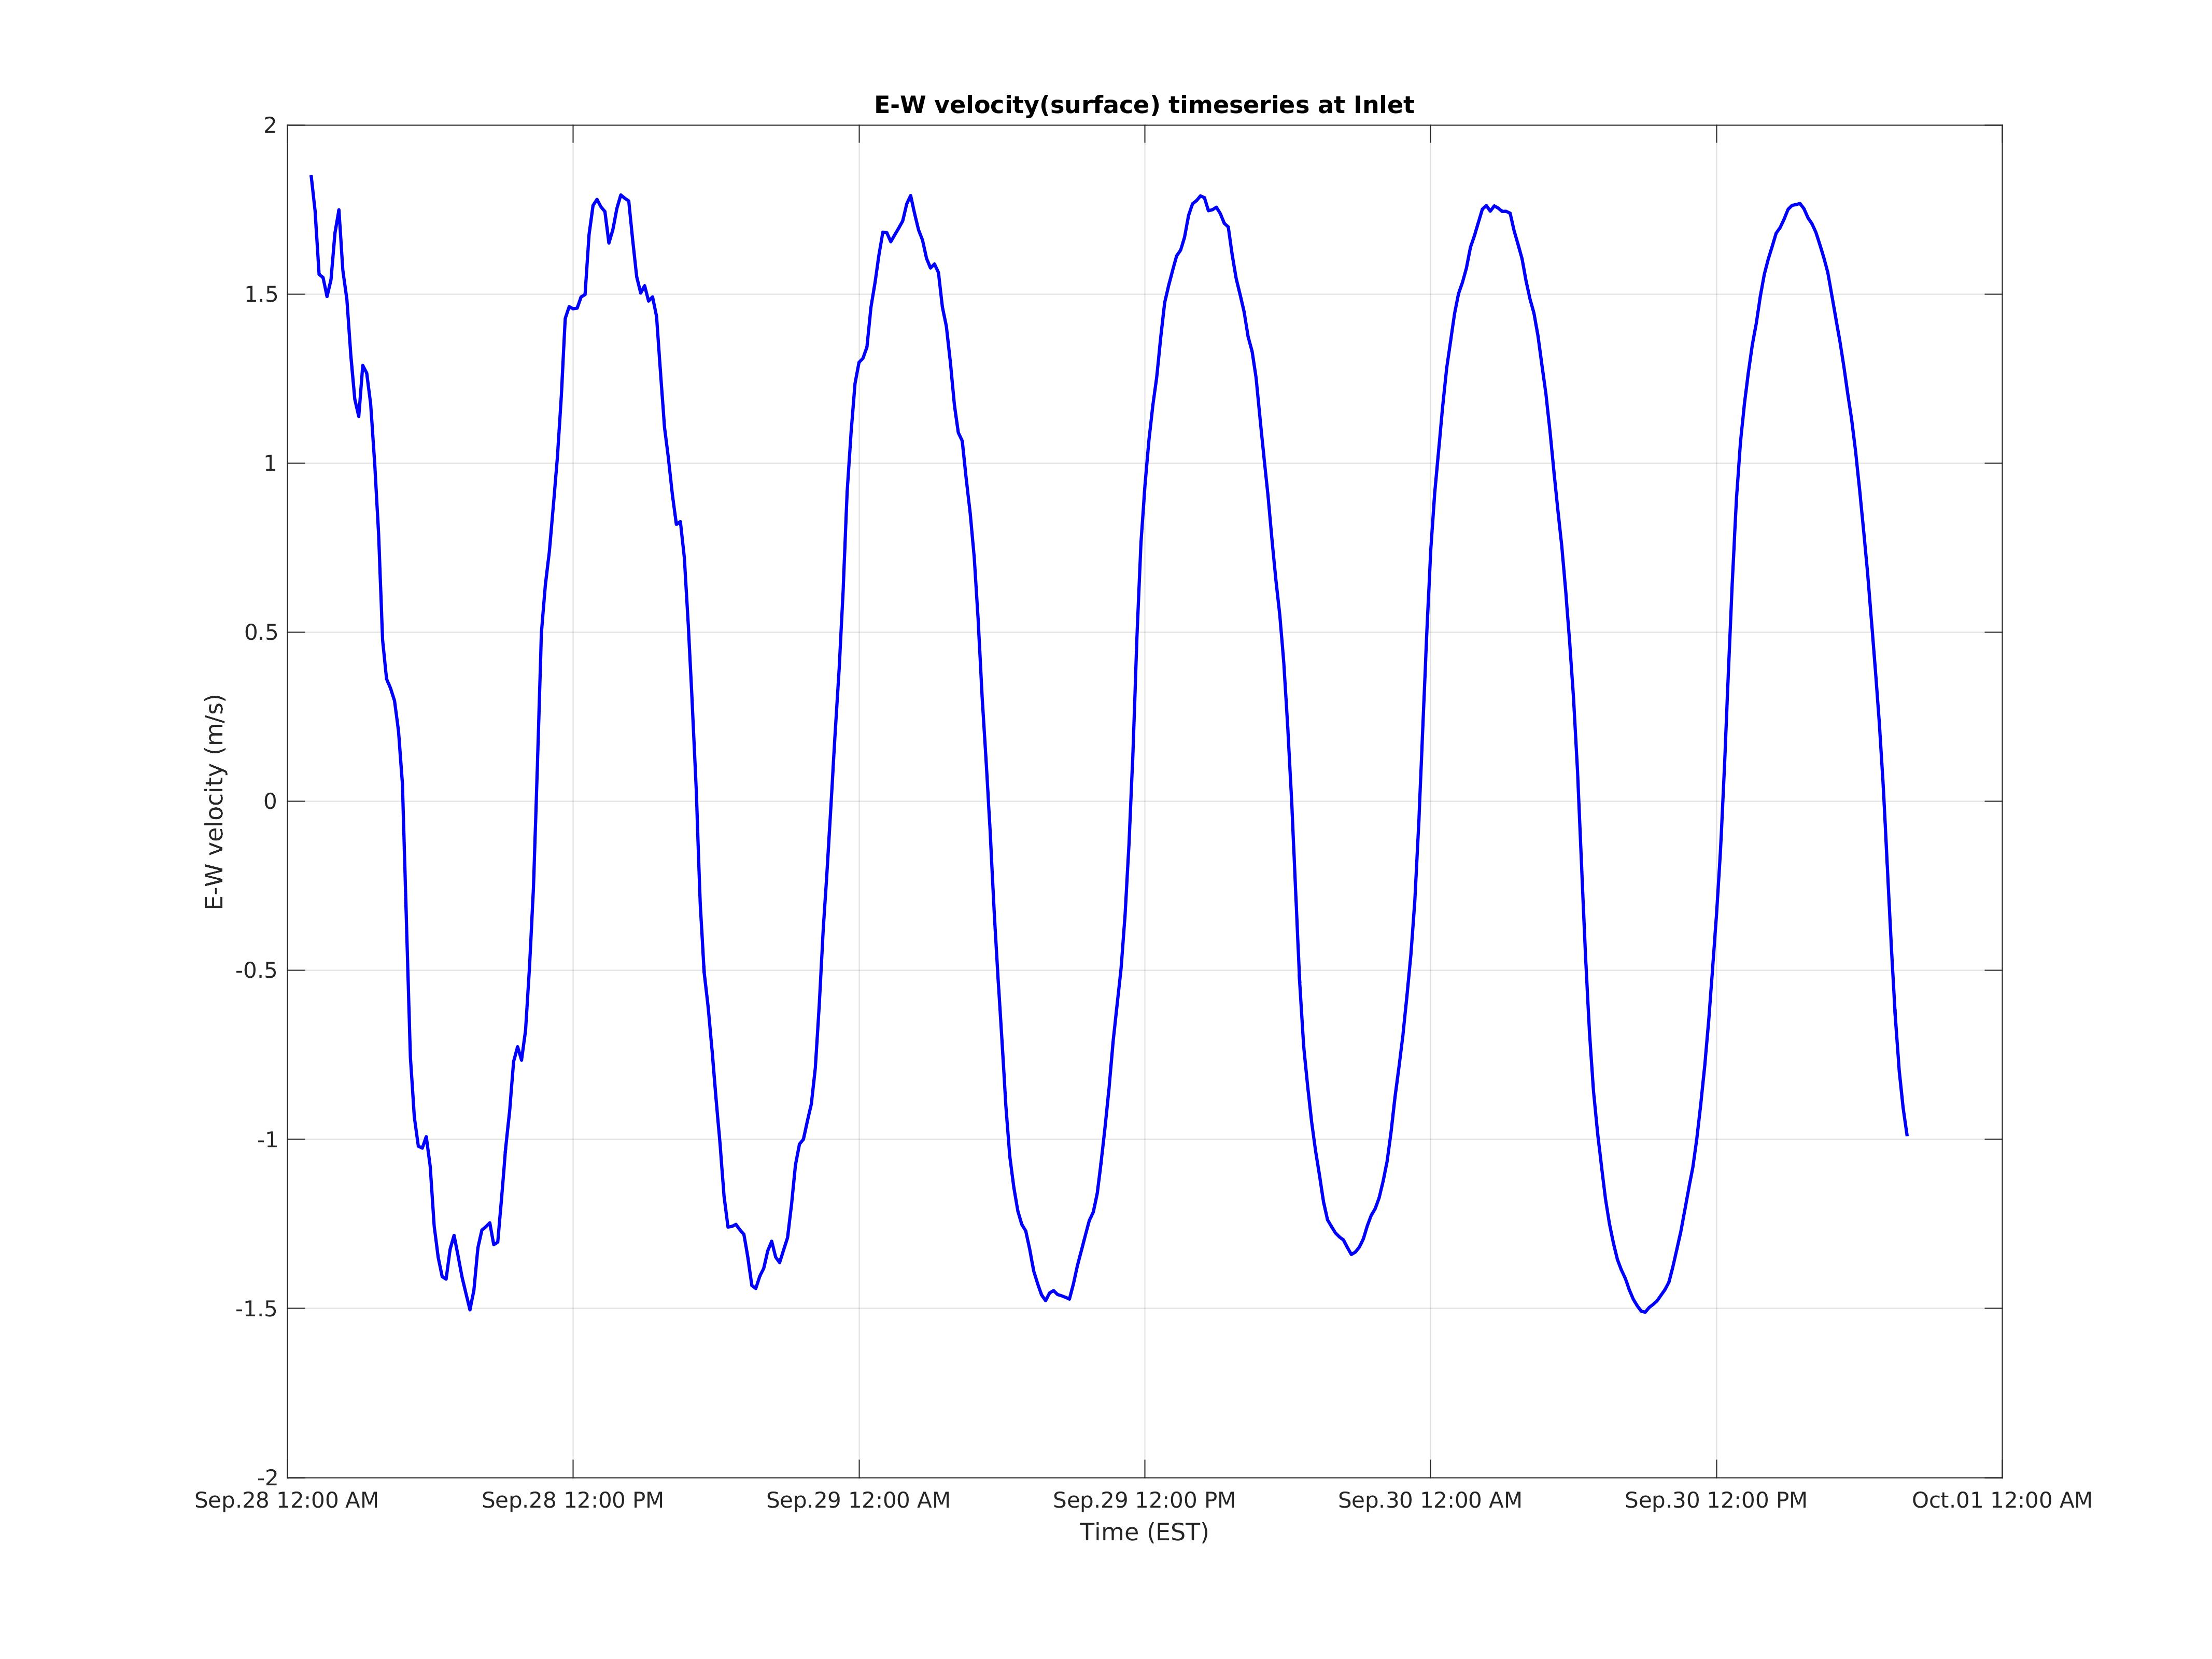 E-W velocity(surface) timeseries at Inlet
2
1.5
1
0.5
0
-0.5
-1
-1.5
-2
E-W velocity (m/s)
Sep.28 12:00 AM Sep.28 12:00 PM Sep.29 12:00 AM Sep.29 12:00 PM Sep.30 12:00 AM Sep.30 12:00 PM Oct.01 12:00 AM
Time (EST)